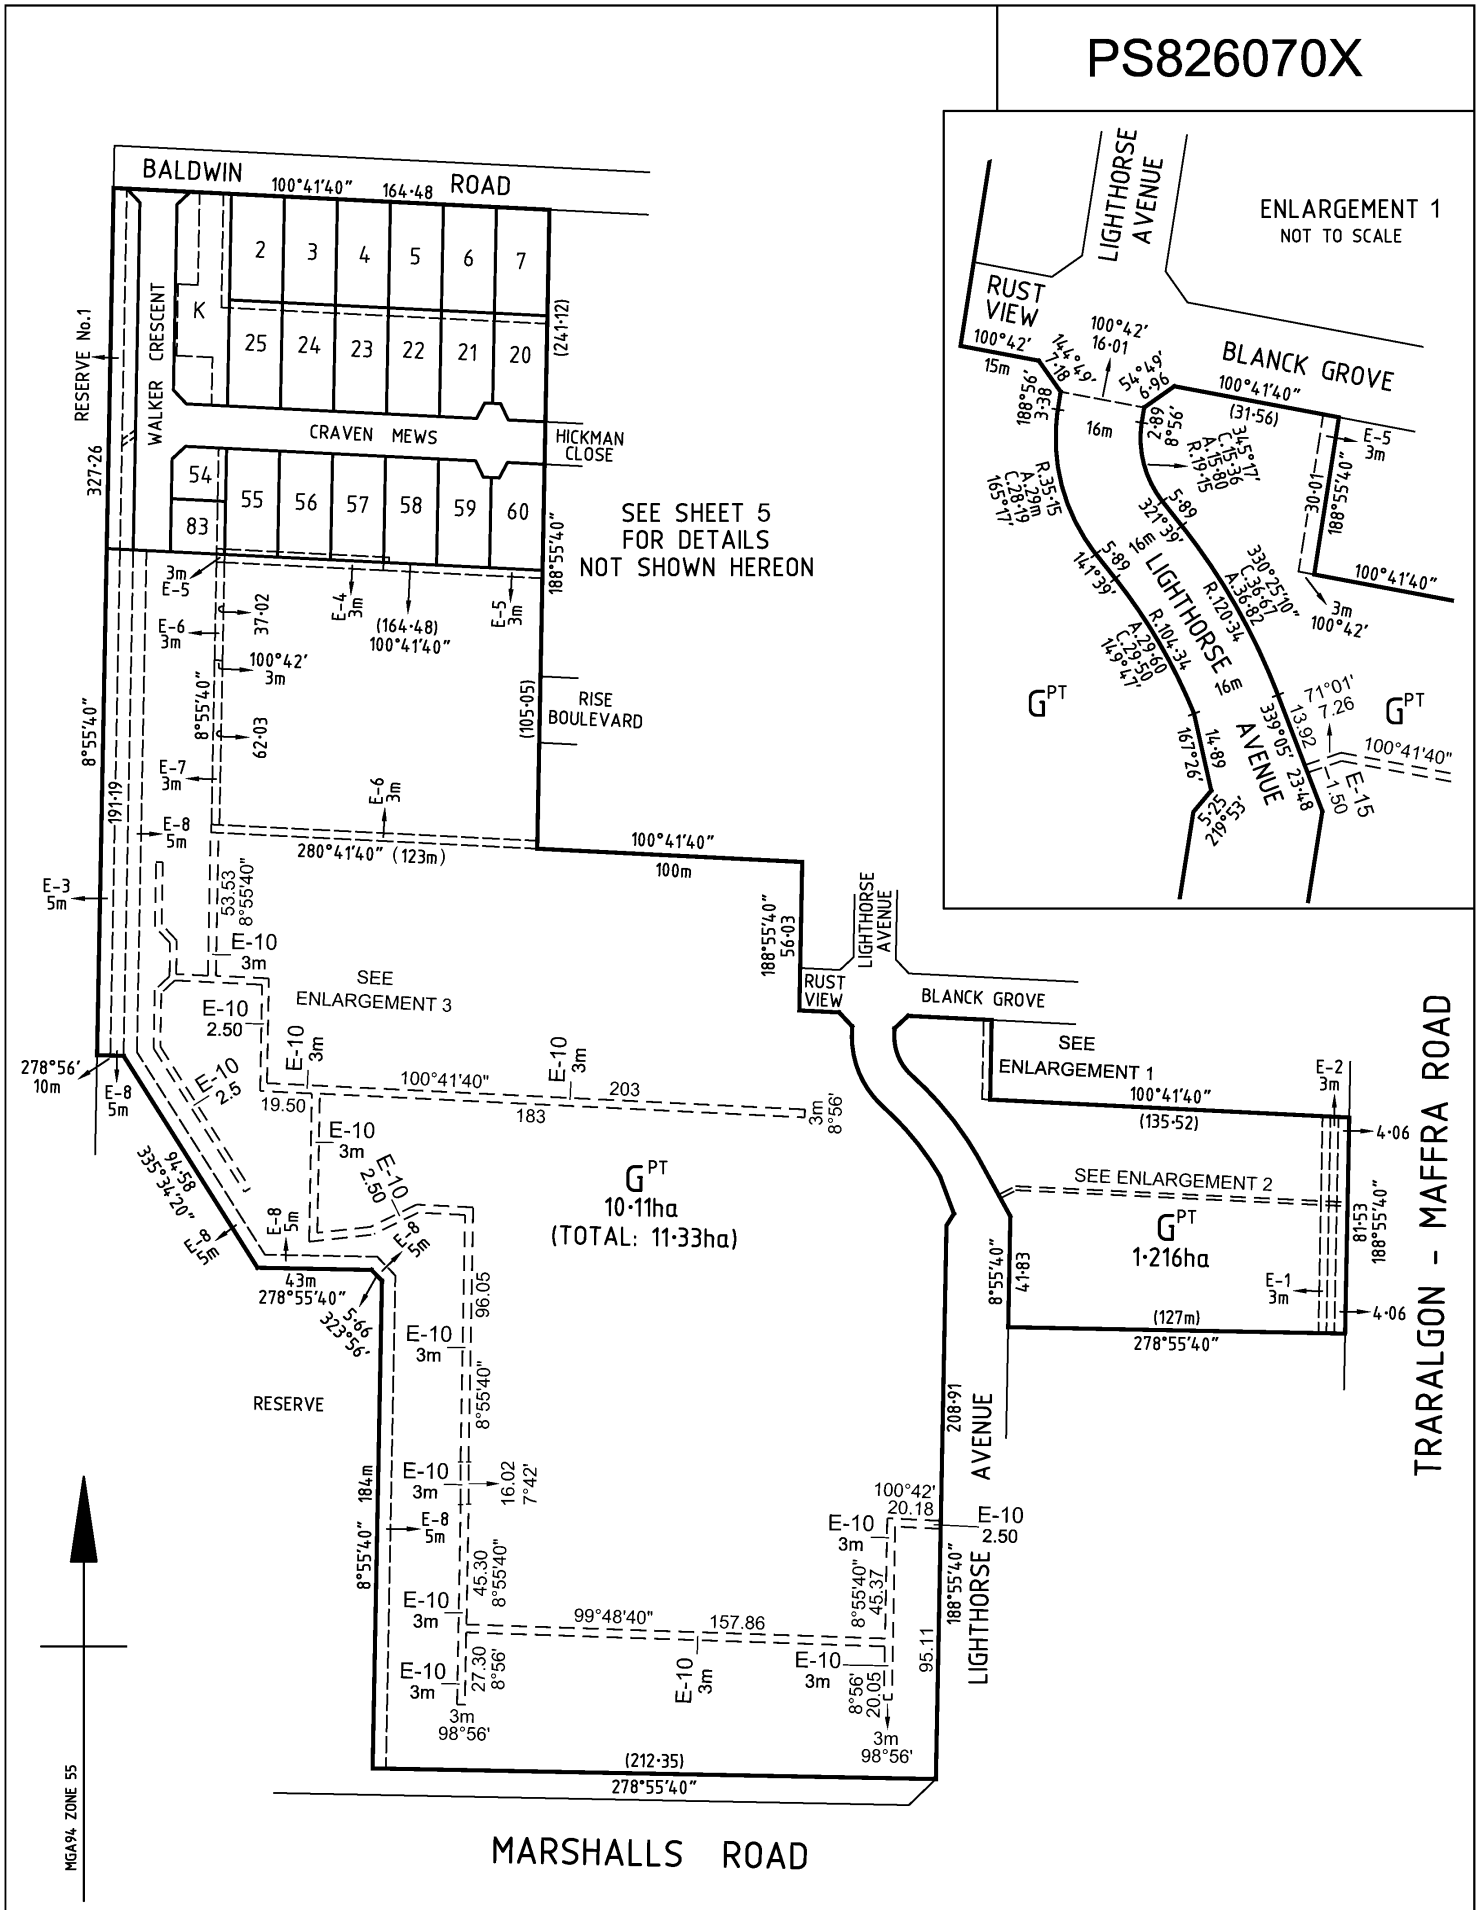 PS826070X
BALDWIN ROAD
100°41'40" 164·48
2
3
4
5
6
7
K
25
24
23
22
21
20
(241·12)
RESERVE No.1
WALKER CRESCENT
327·26
CRAVEN MEWS
HICKMAN
CLOSE
54
83
55
56
57
58
59
60
188°55'40"
SEE SHEET 5
FOR DETAILS
NOT SHOWN HEREON
3m
E-5
E-4
3m
(164·48)
100°41'40"
E-5
3m
37·02
E-6
3m
100°42'
3m
8°55'40"
62·03
(105·05)
RISE
BOULEVARD
8°55'40"
191·19
E-7
3m
E-6
3m
E-8
5m
280°41'40" (123m)
100°41'40"
100m
E-3
5m
53.53
8°55'40"
188°55'40"
56·03
LIGHTHORSE
AVENUE
E-10
3m
SEE
ENLARGEMENT 3
RUST
VIEW
BLANCK GROVE
E-10
2.50
E-10
3m
E-10
3m
278°56'
10m
E-8
5m
E-10
2.5
19.50
100°41'40"
203
183
3m
8°56'
SEE
ENLARGEMENT 1
100°41'40"
(135·52)
E-2
3m
4·06
E-10
3m
E-10
2.50
94·58
335°34'20"
E-8
5m
E-8
5m
E-8
5m
G PT
10·11ha
(TOTAL: 11·33ha)
SEE ENLARGEMENT 2
G PT
1·216ha
81·53
188°55'40"
E-1
3m
4·06
(127m)
278°55'40"
8°55'40"
41·83
TRARALGON - MAFFRA ROAD
43m
278°55'40"
5·66
323°56'
96.05
E-10
3m
8°55'40"
RESERVE
208·91
LIGHTHORSE AVENUE
184m
8°55'40"
E-10
3m
16.02
7°42'
E-8
5m
45.30
8°55'40"
E-10
3m
100°42'
20.18
E-10
3m
E-10
2.50
8°55'40"
45.37
188°55'40"
99°48'40" 157.86
E-10
3m
27.30
8°56'
3m
98°56'
E-10
3m
E-10
3m
8°56'
20.05
3m
98°56'
95.11
(212·35)
278°55'40"
MARSHALLS ROAD
MGA94 ZONE 55
ENLARGEMENT 1
NOT TO SCALE
LIGHTHORSE
AVENUE
RUST
VIEW
100°42'
15m
144°49'
7·18
100°42'
16·01
54°49'
6·96
BLANCK GROVE
100°41'40"
(31·56)
188°56'
3·38
16m
2·89
8°56'
345°17'
C.15·36
A.15·80
R.19·15
E-5
3m
30·01
188°55'40"
R.35·15
A.29m
C.28·19
165°17'
5·89
321°39'
16m
5·89
141°39'
LIGHTHORSE AVENUE
330°25'10"
C.36·67
A.36·82
R.120·34
100°41'40"
3m
100°42'
R.104·34
A.29·60
C.29·50
149°47'
16m
G PT
71°01'
7.26
G PT
13.92
339°05'
23·48
100°41'40"
1.50
E-15
14·89
167°26'
5·25
219°53'